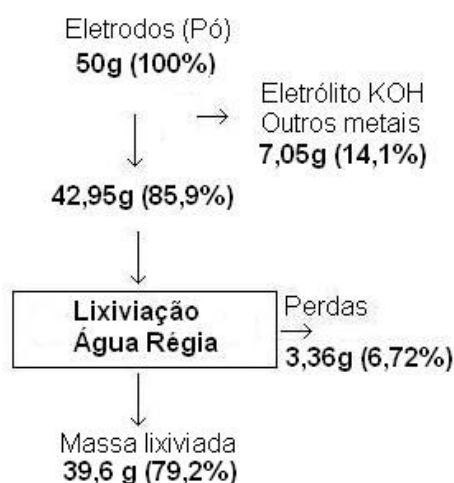 Eletrodos (Pó)
50g (100%)
Eletrólito KOH
Outros metais
7,05g (14,1%)
42,95g (85,9%)
Lixiviação
Água Régia
Perdas
3,36g (6,72%)
Massa lixiviada
39,6 g (79,2%)